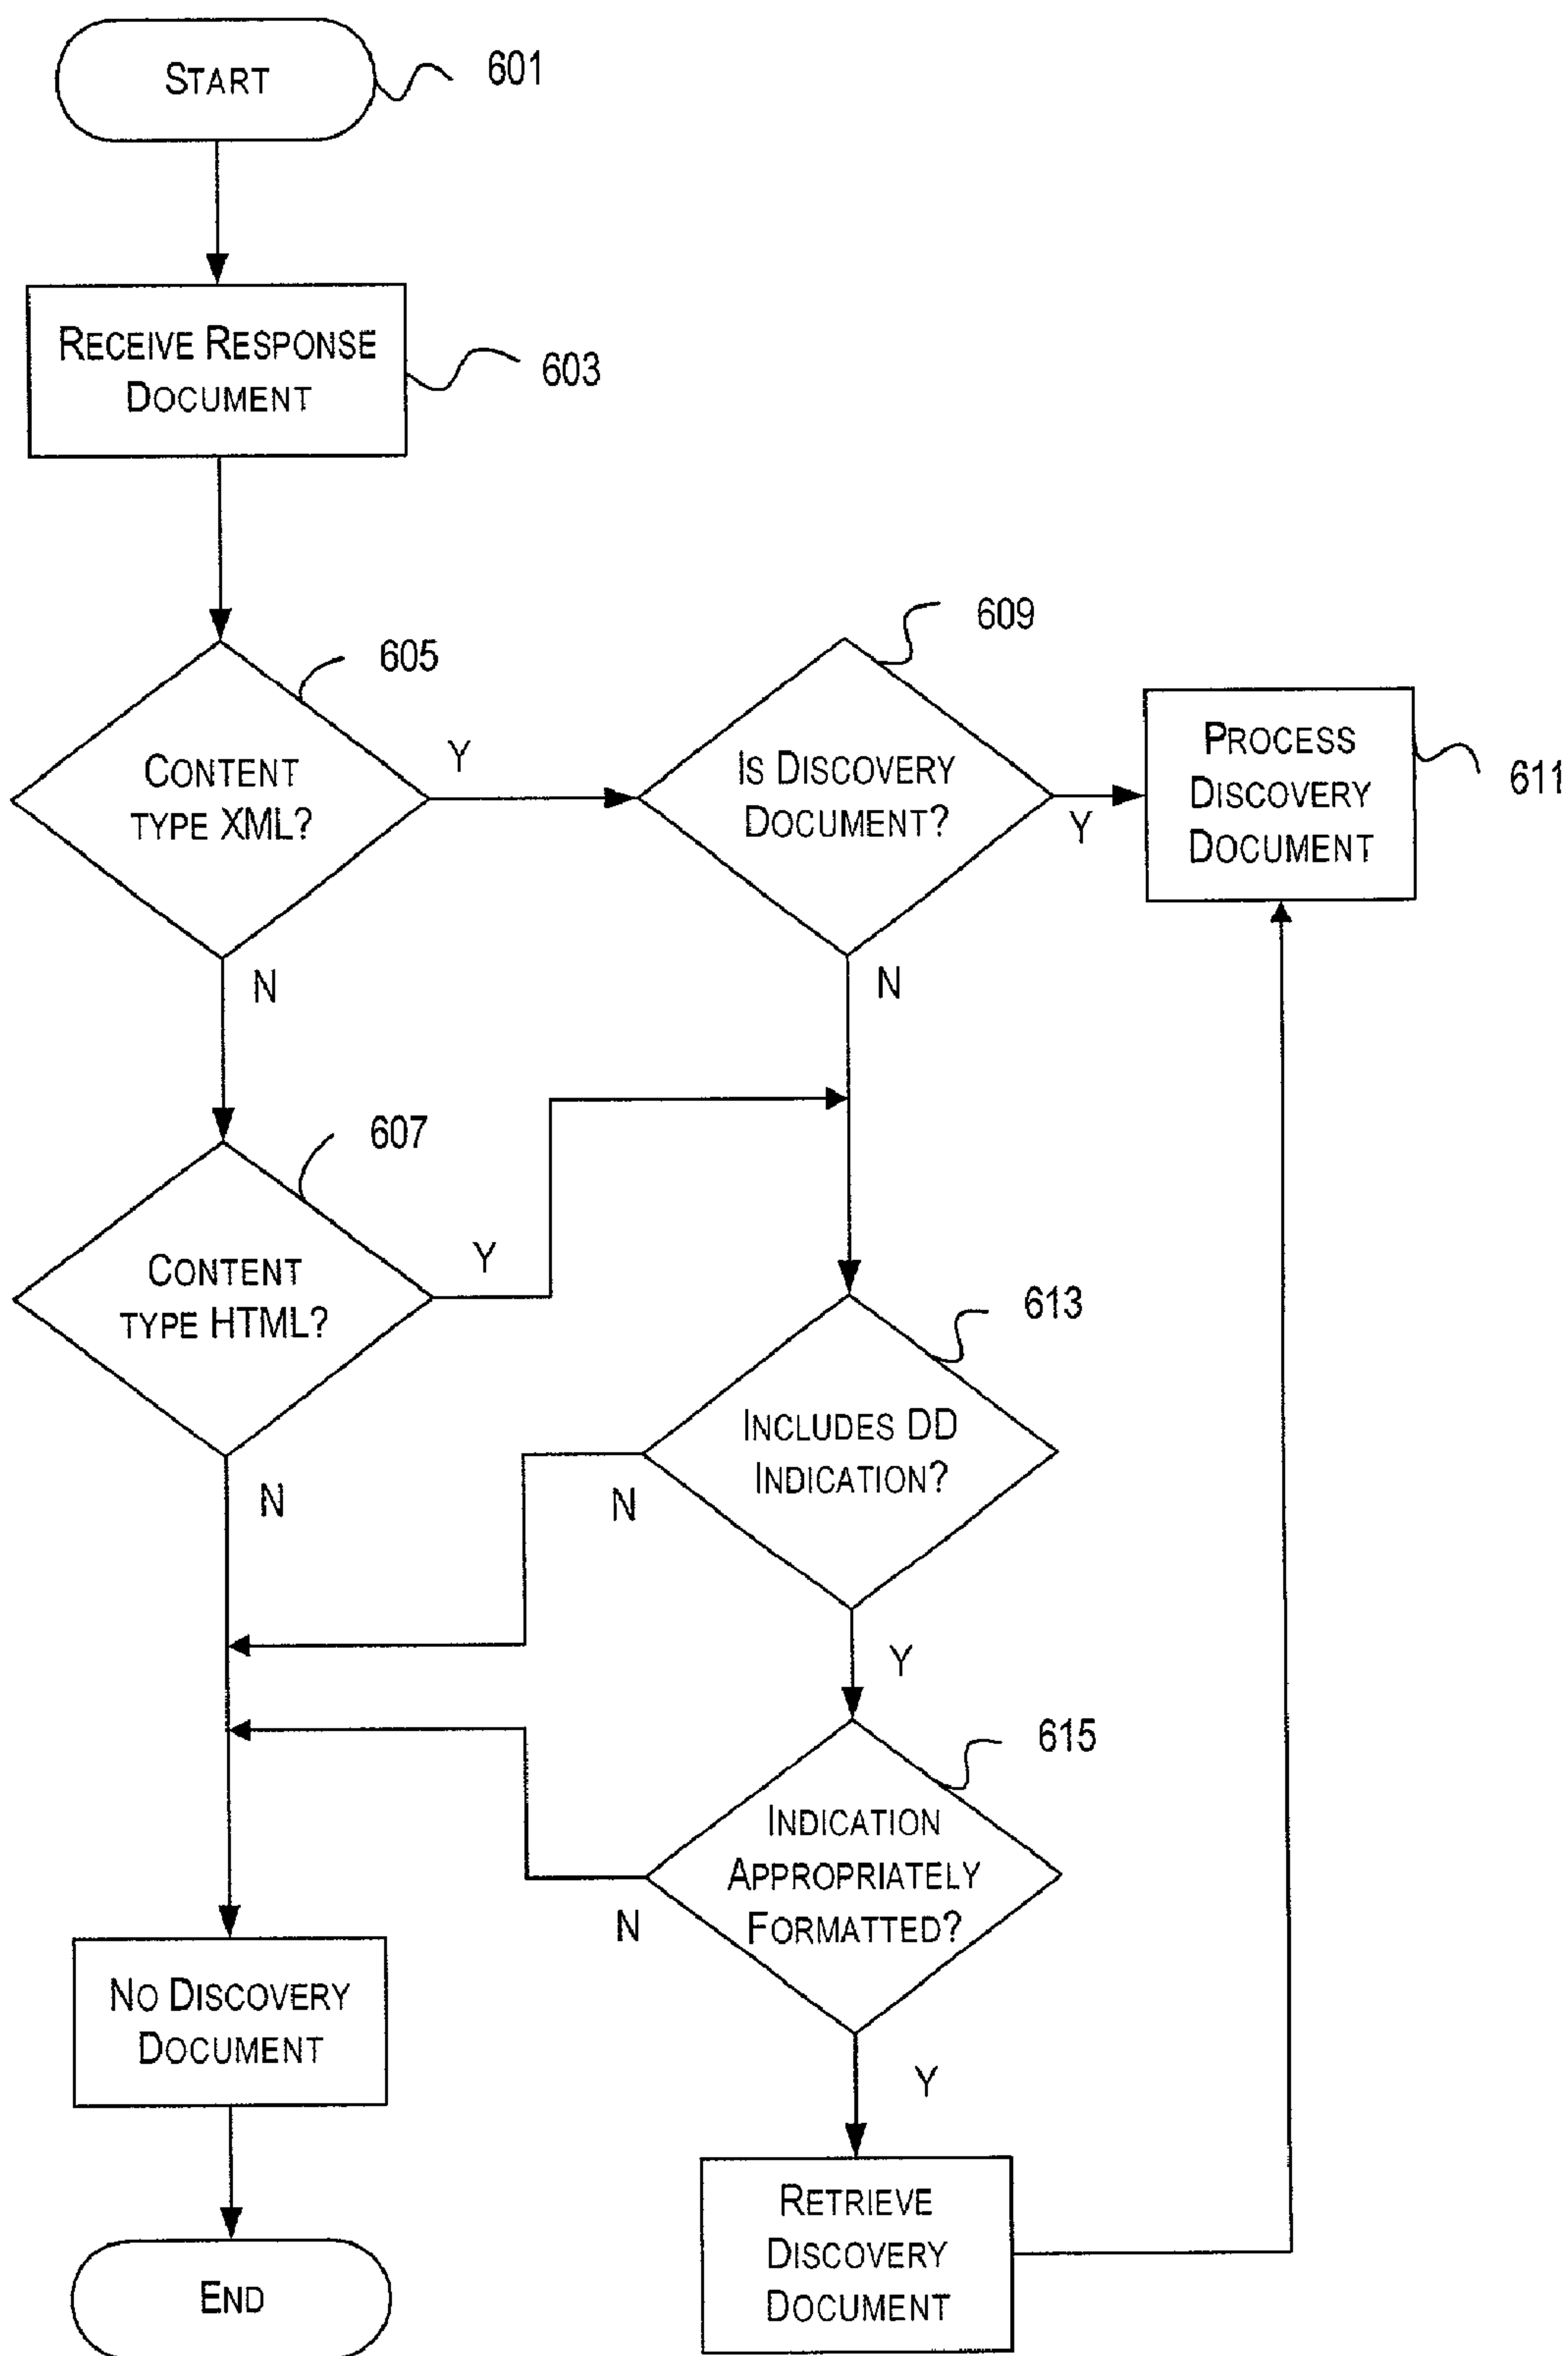 START
601
RECEIVE RESPONSE
DOCUMENT
603
CONTENT
TYPE XML?
605
Y
N
IS DISCOVERY
DOCUMENT?
609
Y
N
PROCESS
DISCOVERY
DOCUMENT
611
CONTENT
TYPE HTML?
607
Y
N
INCLUDES DD
INDICATION?
613
N
Y
INDICATION
APPROPRIATELY
FORMATTED?
615
N
Y
NO DISCOVERY
DOCUMENT
RETRIEVE
DISCOVERY
DOCUMENT
END